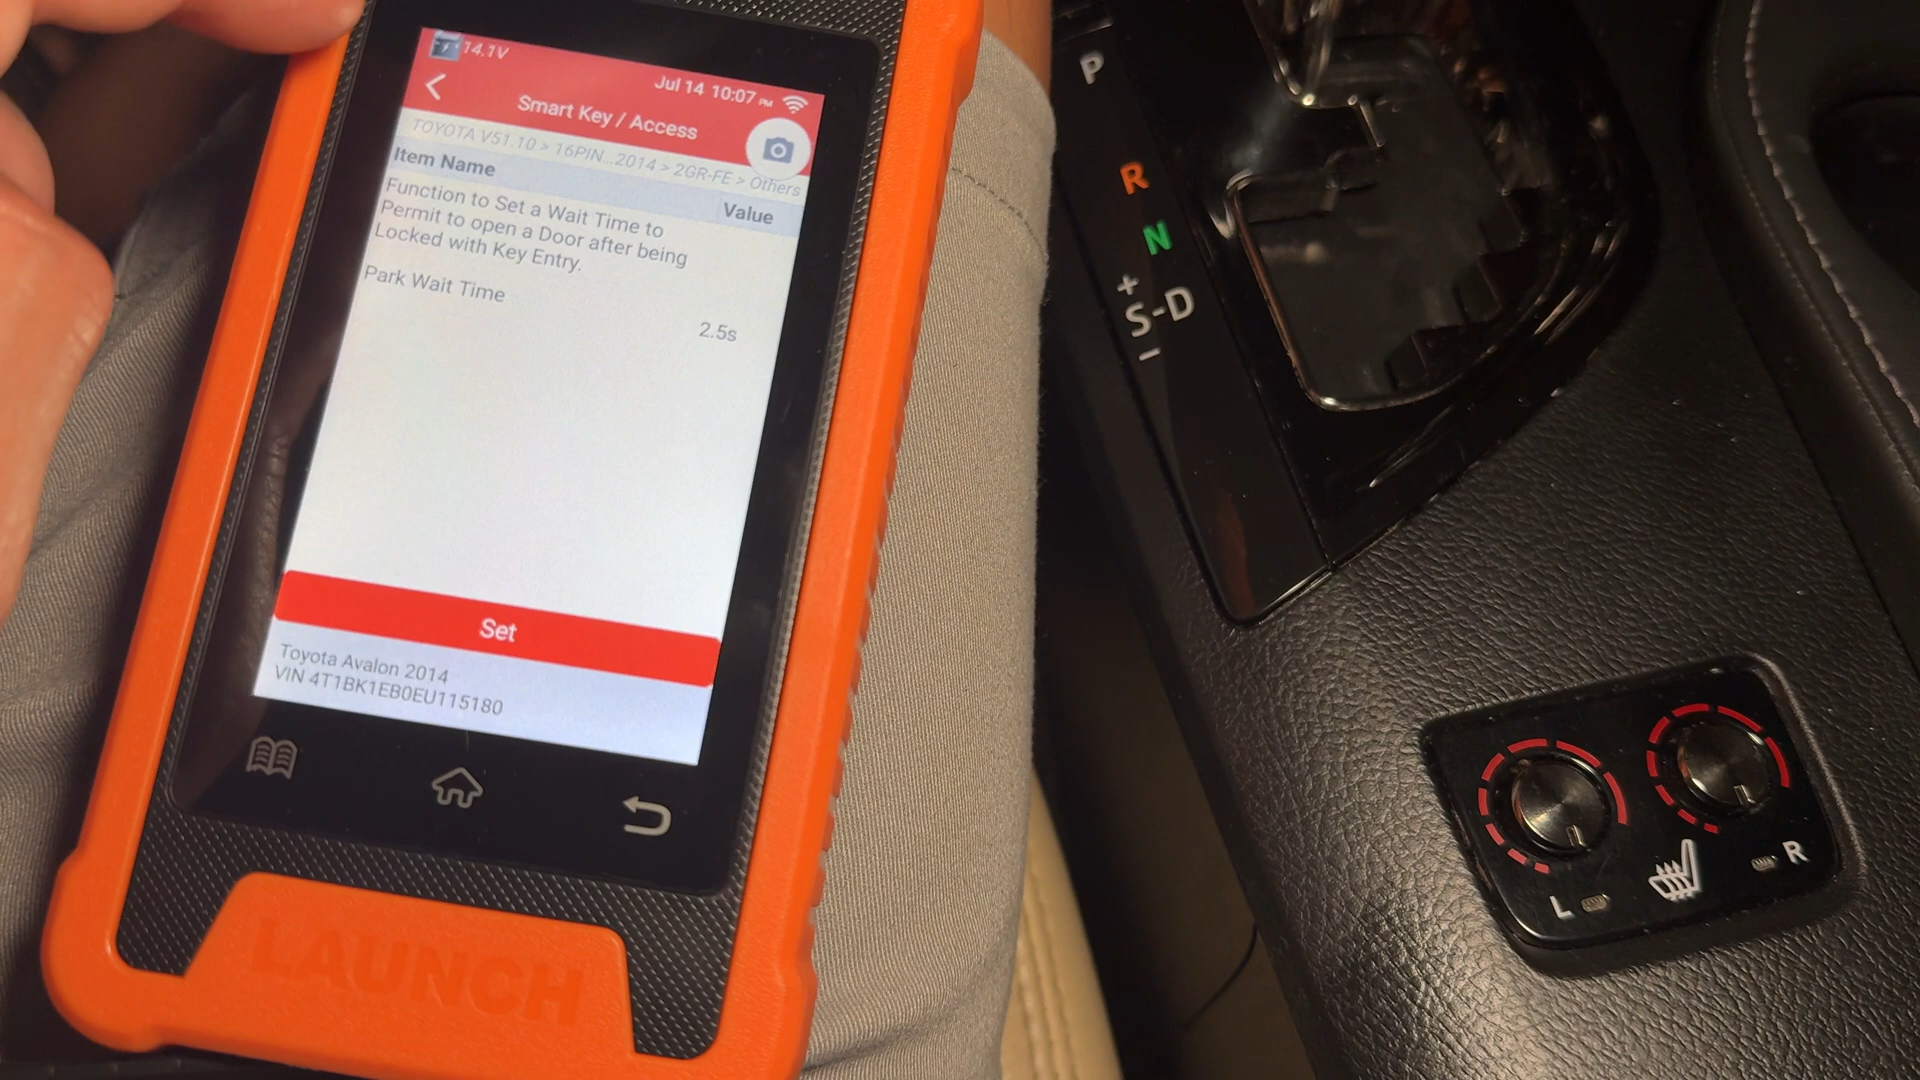 14.1V
Jul 14 10:07 PM
Smart Key / Access
TOYOTA V51.10 > 16PIN...2014 > 2GR-FE > Others
Item Name
Value
Function to Set a Wait Time to
Permit to open a Door after being
Locked with Key Entry.
Park Wait Time
2.5s
Set
Toyota Avalon 2014
VIN 4T1BK1EB0EU115180
LAUNCH
P
R
N
+
S-D
−
L
R